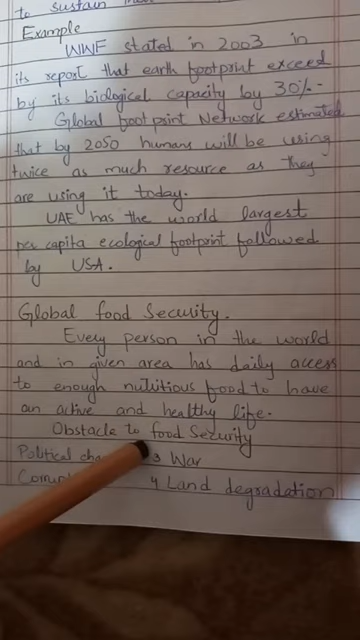 to sustain
Example
WWF stated in 2003 in
its report that earth footprint exceed
by its biological capacity by 30%.
Global footprint Network estimated
that by 2050 humans will be using
twice as much resource as they
are using it today.
UAE has the world largest
per capita ecological footprint followed
by USA.
Global food Security.
Every person in the world
and in given area has daily access
to enough nutritious food to have
an active and healthy life.
Obstacle to food Security
Political 3 War
4 Land degradation